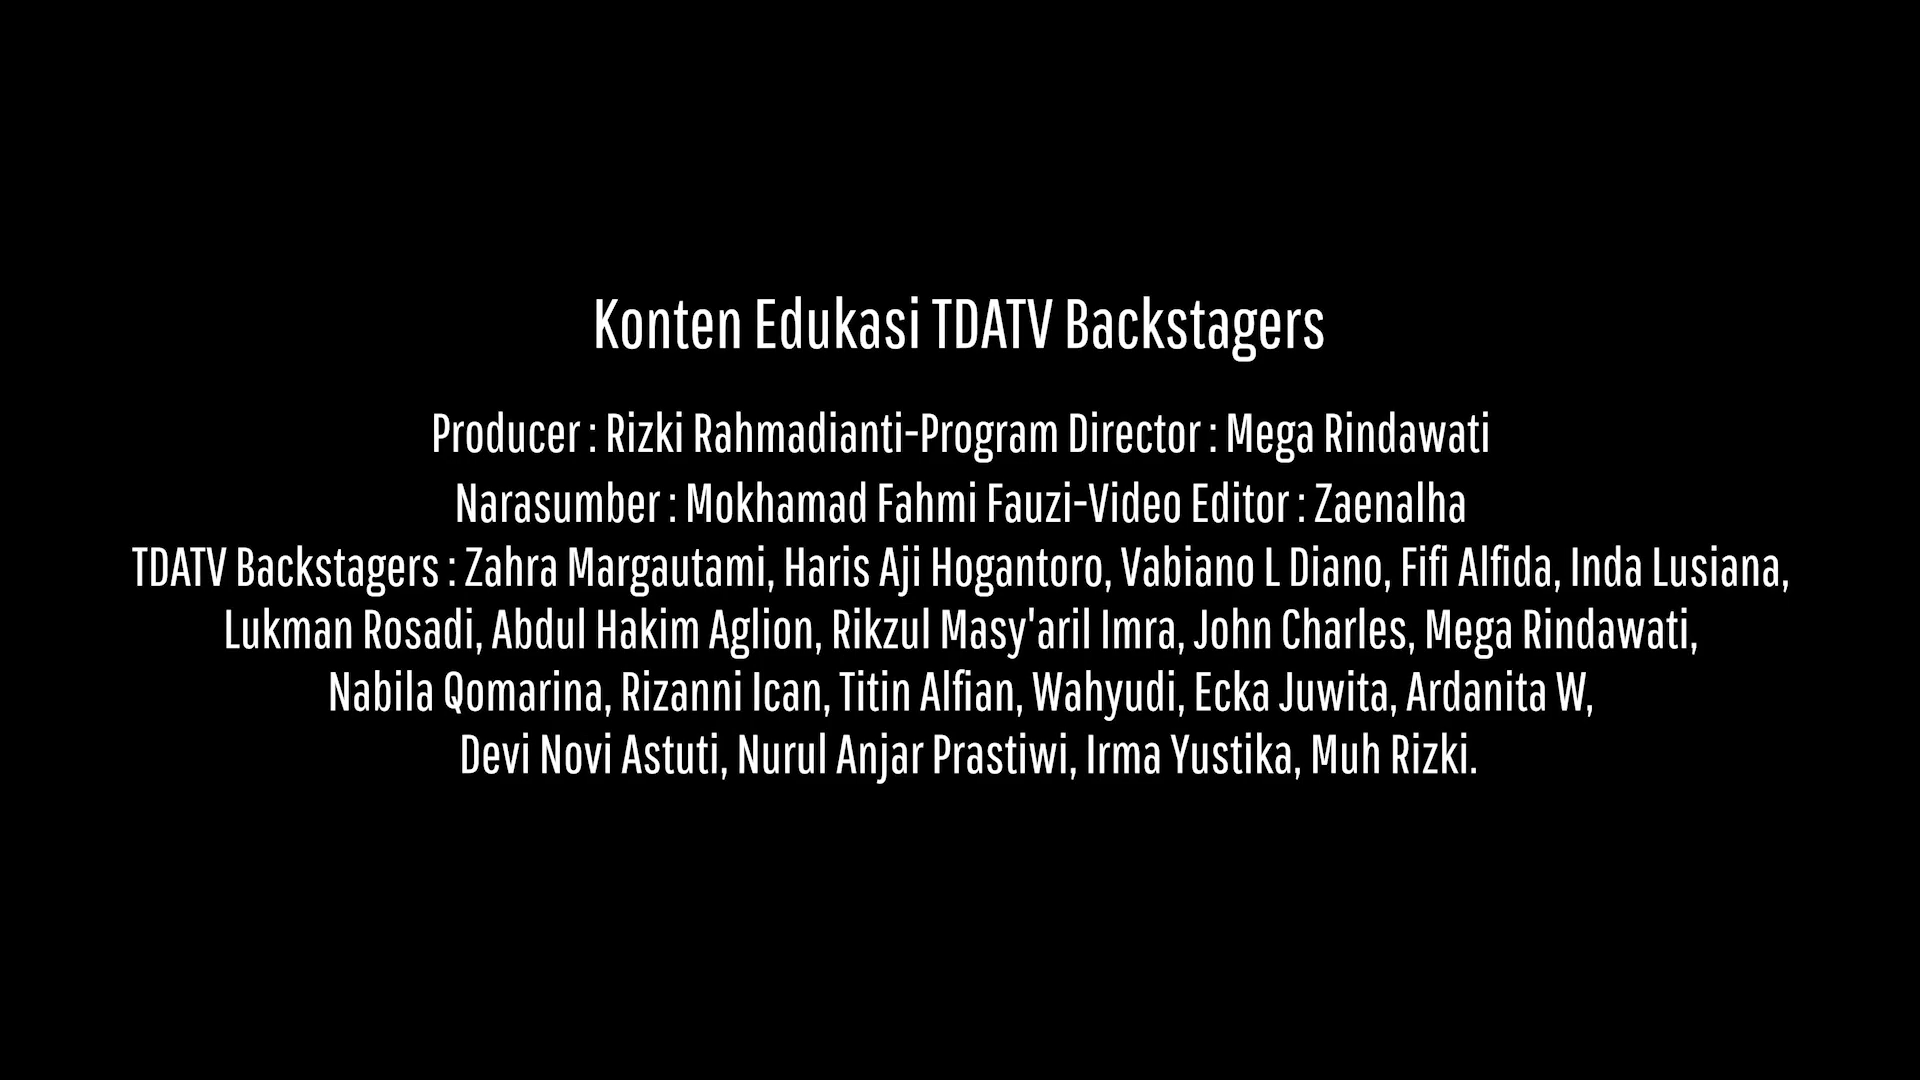 Konten Edukasi TDATV Backstagers
Producer : Rizki Rahmadianti-Program Director : Mega Rindawati
Narasumber : Mokhamad Fahmi Fauzi-Video Editor : Zaenalha
TDATV Backstagers : Zahra Margautami, Haris Aji Hogantoro, Vabiano L Diano, Fifi Alfida, Inda Lusiana,
Lukman Rosadi, Abdul Hakim Aglion, Rikzul Masy'aril Imra, John Charles, Mega Rindawati,
Nabila Qomarina, Rizanni Ican, Titin Alfian, Wahyudi, Ecka Juwita, Ardanita W,
Devi Novi Astuti, Nurul Anjar Prastiwi, Irma Yustika, Muh Rizki.